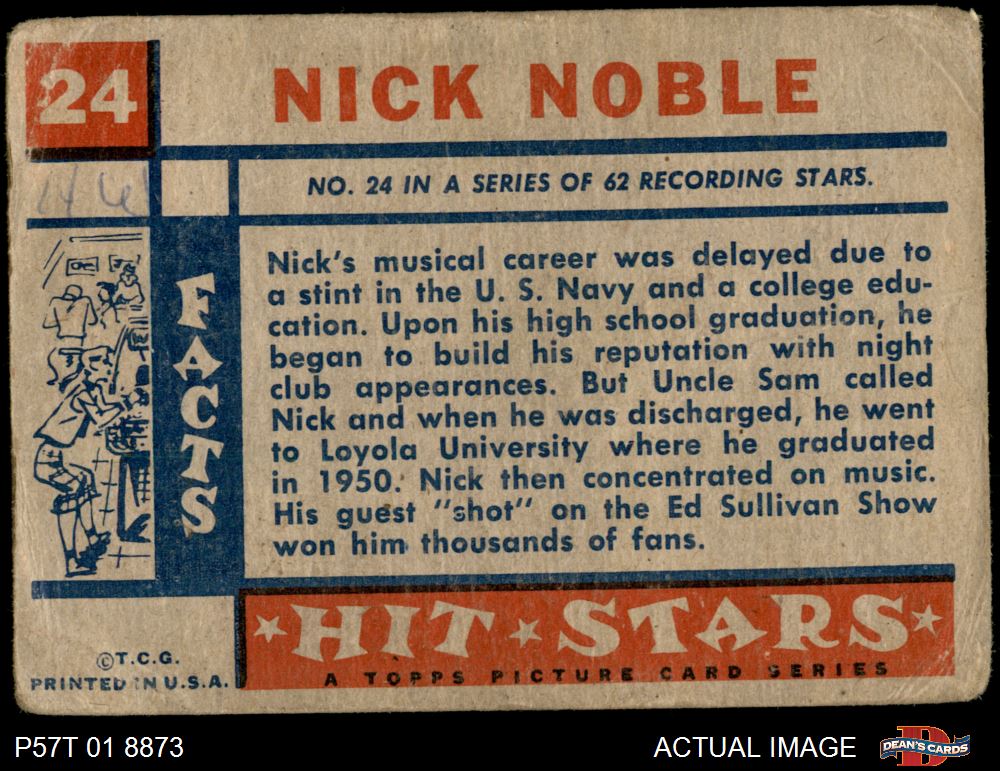 24
NICK NOBLE
NO. 24 IN A SERIES OF 62 RECORDING STARS.
FACTS
Nick's musical career was delayed due to
a stint in the U. S. Navy and a college edu-
cation. Upon his high school graduation, he
began to build his reputation with night
club appearances. But Uncle Sam called
Nick and when he was discharged, he went
to Loyola University where he graduated
in 1950. Nick then concentrated on music.
His guest "shot" on the Ed Sullivan Show
won him thousands of fans.
HIT STARS
A TOPPS PICTURE CARD SERIES
©T.C.G.
PRINTED IN U.S.A.
P57T 01 8873
ACTUAL IMAGE
DEAN'S CARDS